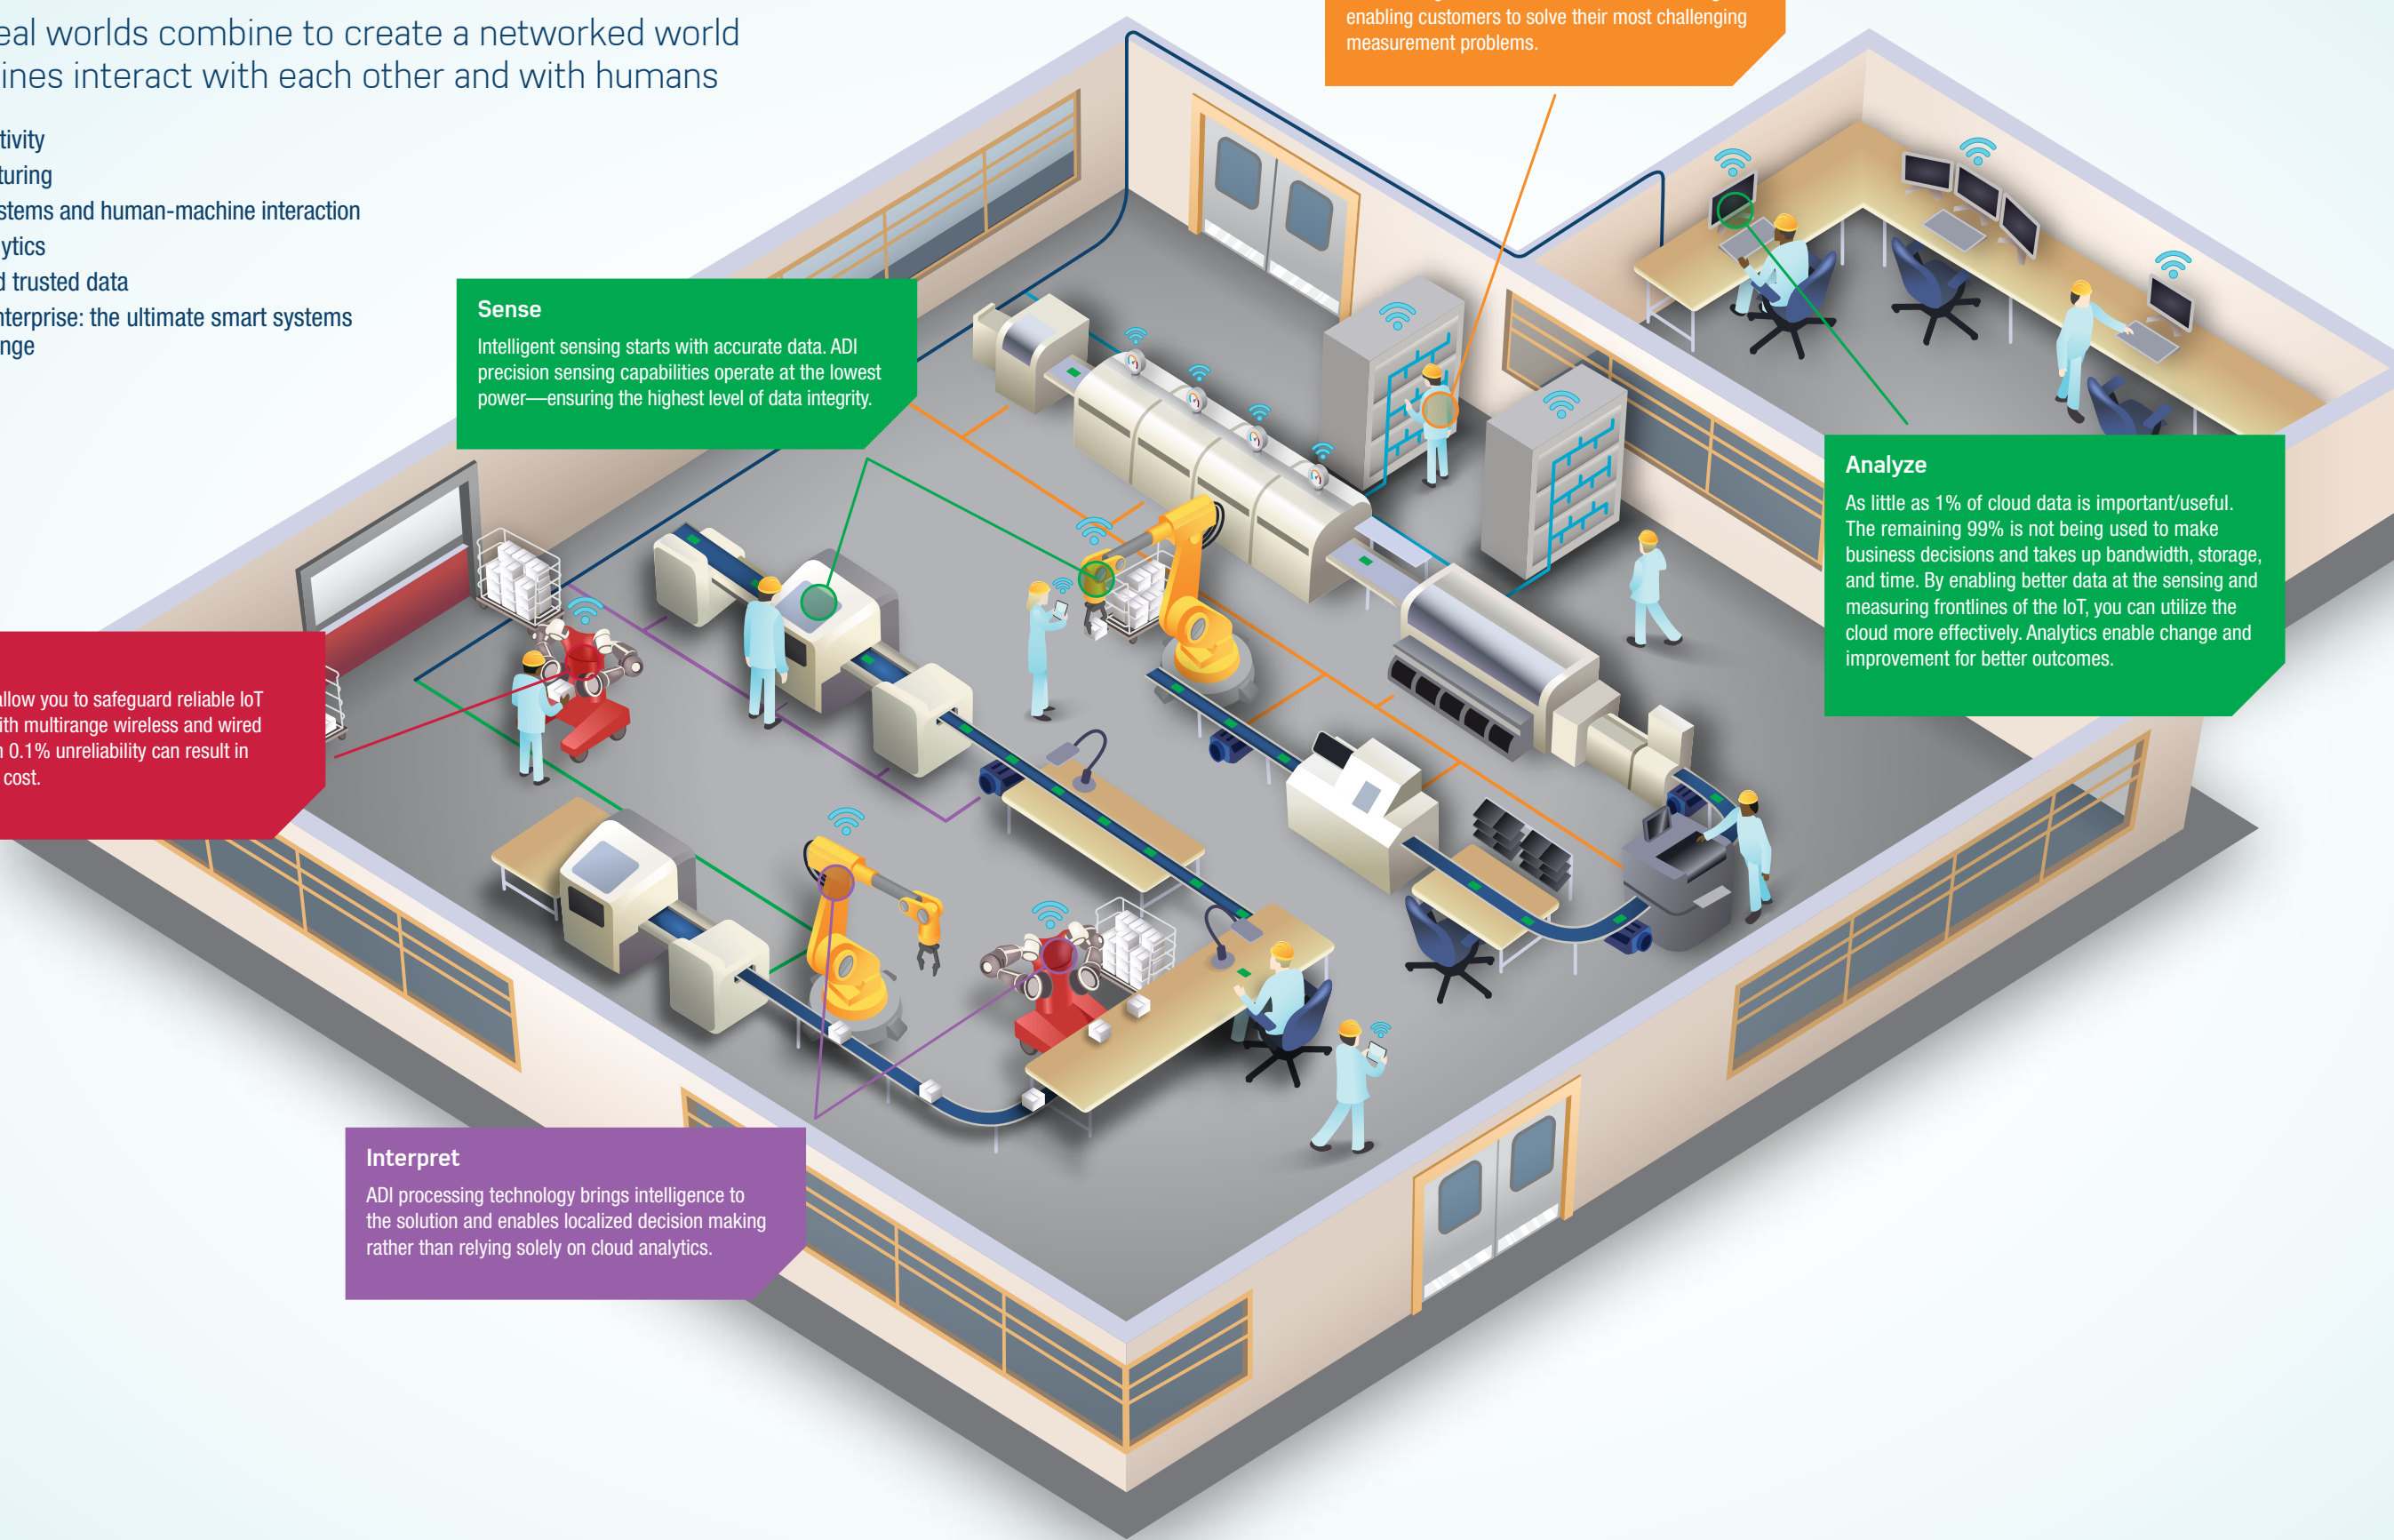 eal worlds combine to create a networked world
ines interact with each other and with humans
tivity
turing
stems and human-machine interaction
ytics
d trusted data
nterprise: the ultimate smart systems
nge
enabling customers to solve their most challenging
measurement problems.
Sense
Intelligent sensing starts with accurate data. ADI
precision sensing capabilities operate at the lowest
power—ensuring the highest level of data integrity.
Analyze
As little as 1% of cloud data is important/useful.
The remaining 99% is not being used to make
business decisions and takes up bandwidth, storage,
and time. By enabling better data at the sensing and
measuring frontlines of the IoT, you can utilize the
cloud more effectively. Analytics enable change and
improvement for better outcomes.
allow you to safeguard reliable IoT
ith multirange wireless and wired
n 0.1% unreliability can result in
cost.
Interpret
ADI processing technology brings intelligence to
the solution and enables localized decision making
rather than relying solely on cloud analytics.